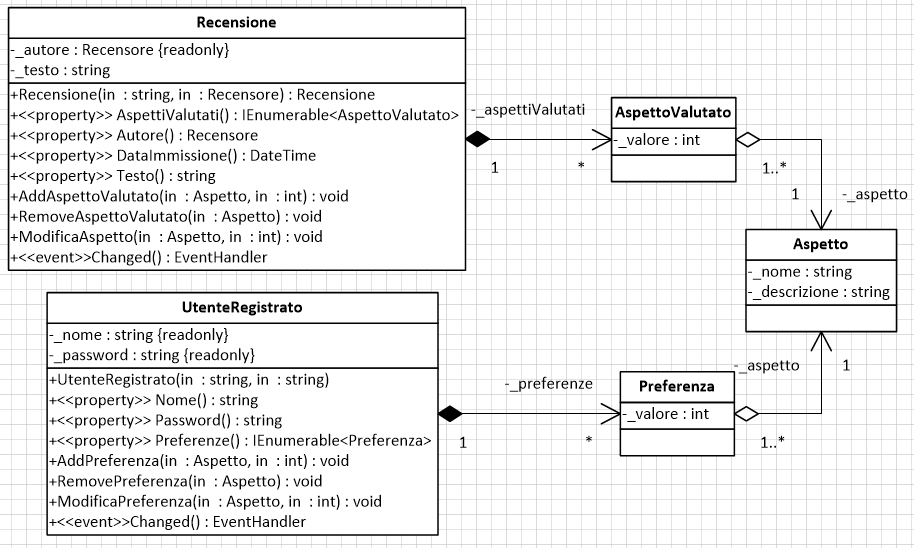 Recensione
-_autore : Recensore {readonly}
-_testo : string
+Recensione(in : string, in : Recensore) : Recensione
+<<property>> AspettiValutati() : IEnumerable<AspettoValutato>
+<<property>> Autore() : Recensore
+<<property>> DataImmissione() : DateTime
+<<property>> Testo() : string
+AddAspettoValutato(in : Aspetto, in : int) : void
+RemoveAspettoValutato(in : Aspetto) : void
+ModificaAspetto(in : Aspetto, in : int) : void
+<<event>>Changed() : EventHandler
-_aspettiValutati
1
*
AspettoValutato
-_valore : int
1..*
1
-_aspetto
Aspetto
-_nome : string
-_descrizione : string
UtenteRegistrato
-_nome : string {readonly}
-_password : string {readonly}
+UtenteRegistrato(in : string, in : string)
+<<property>> Nome() : string
+<<property>> Password() : string
+<<property>> Preferenze() : IEnumerable<Preferenza>
+AddPreferenza(in : Aspetto, in : int) : void
+RemovePreferenza(in : Aspetto) : void
+ModificaPreferenza(in : Aspetto, in : int) : void
+<<event>>Changed() : EventHandler
-_preferenze
1
*
Preferenza
-_valore : int
-_aspetto
1
1..*